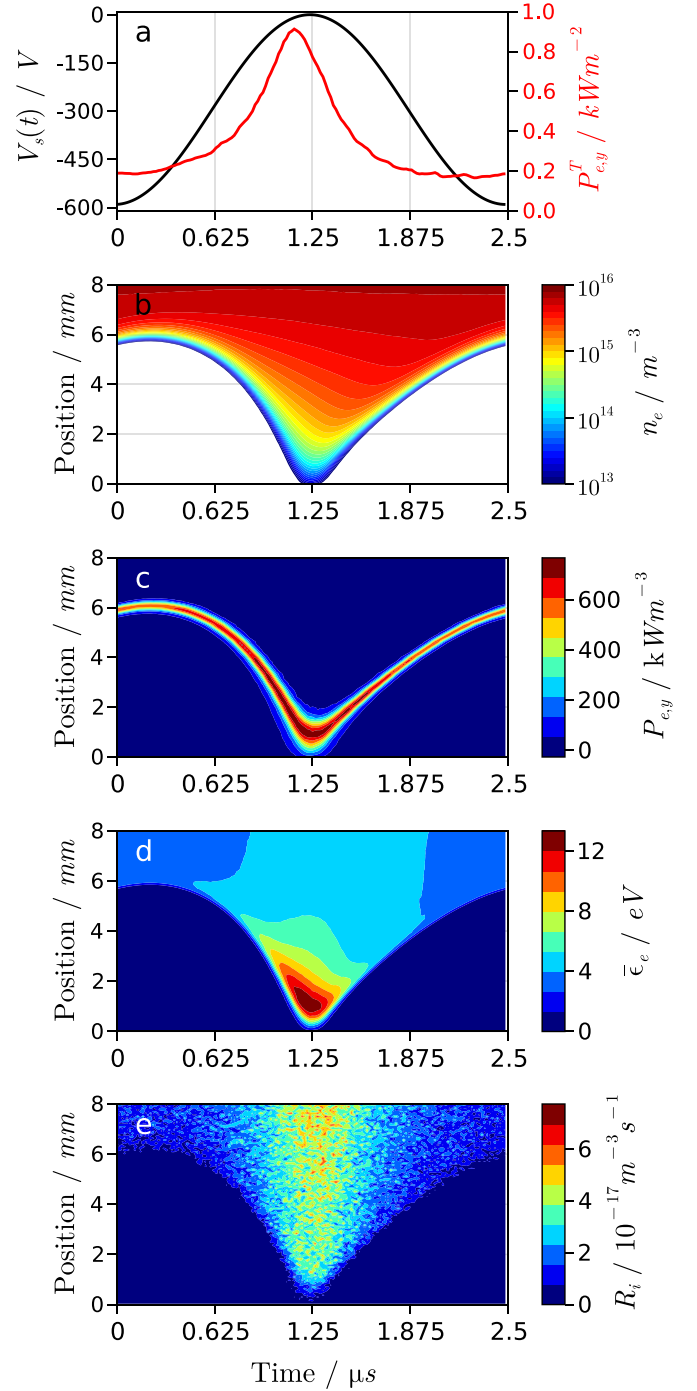 a
V_s(t) / V
0
-150
-300
-450
-600
1.0
0.8
0.6
0.4
0.2
0.0
P^T_{e,y} / kWm^{-2}
0 0.625 1.25 1.875 2.5
b
Position / mm
8
6
4
2
0
10^{16}
10^{15}
10^{14}
10^{13}
n_e / m^{-3}
0 0.625 1.25 1.875 2.5
c
Position / mm
8
6
4
2
0
600
400
200
0
P_{e,y} / kWm^{-3}
0 0.625 1.25 1.875 2.5
d
Position / mm
8
6
4
2
0
12
8
4
0
ϵ̅_e / eV
0 0.625 1.25 1.875 2.5
e
Position / mm
8
6
4
2
0
6
4
2
0
R_i / 10^{-17} m^{-3} s^{-1}
0 0.625 1.25 1.875 2.5
Time / μs